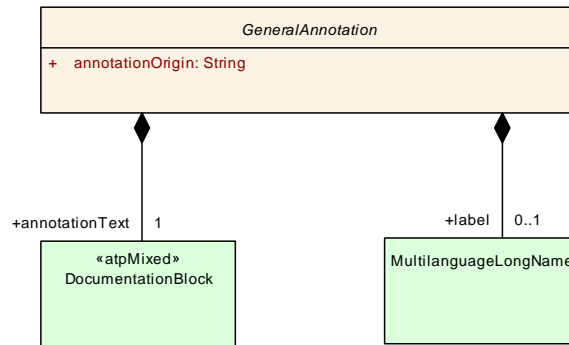 GeneralAnnotation
+ annotationOrigin: String
+annotationText 1
+label 0..1
«atpMixed»
DocumentationBlock
MultilanguageLongName